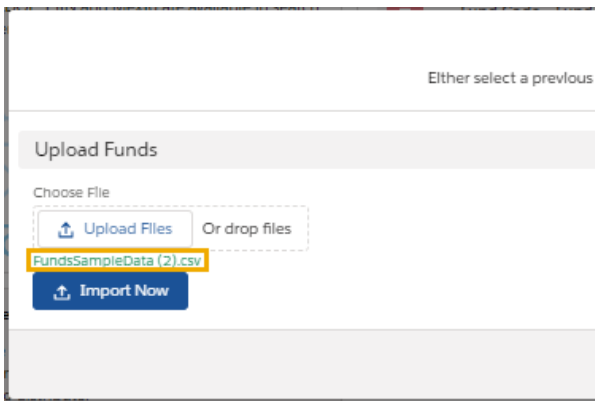 Either select a previous
Upload Funds
Choose File
Upload Files Or drop files
FundsSampleData (2).csv
Import Now